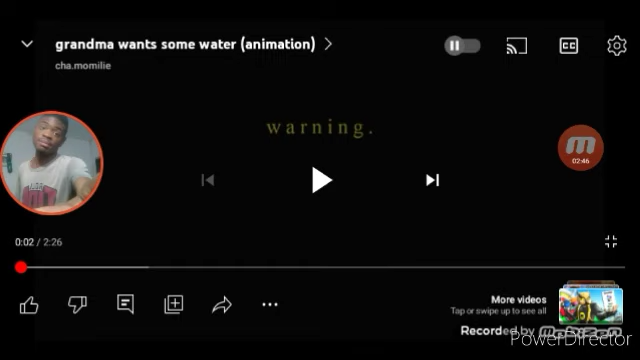 grandma wants some water (animation)
cha.momilie
CC
warning.
02:46
0:02 / 2:26
More videos
Tap or swipe up to see all
Recorded by
PowerDirector